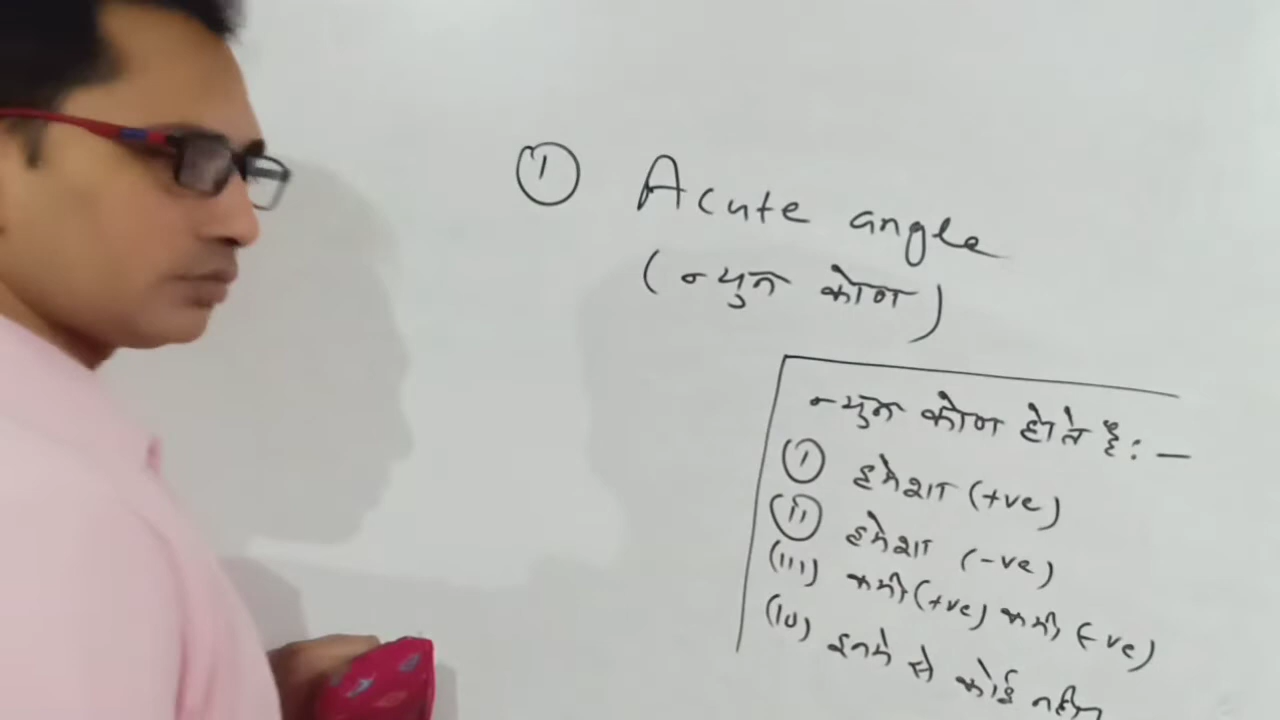 ① Acute angle
(न्युन कोण)
न्युन कोण होते है:-
(i) हमेशा (+ve)
(ii) हमेशा (-ve)
(iii) कभी (+ve) कभी (-ve)
(iv) इनमे से कोई नहीं